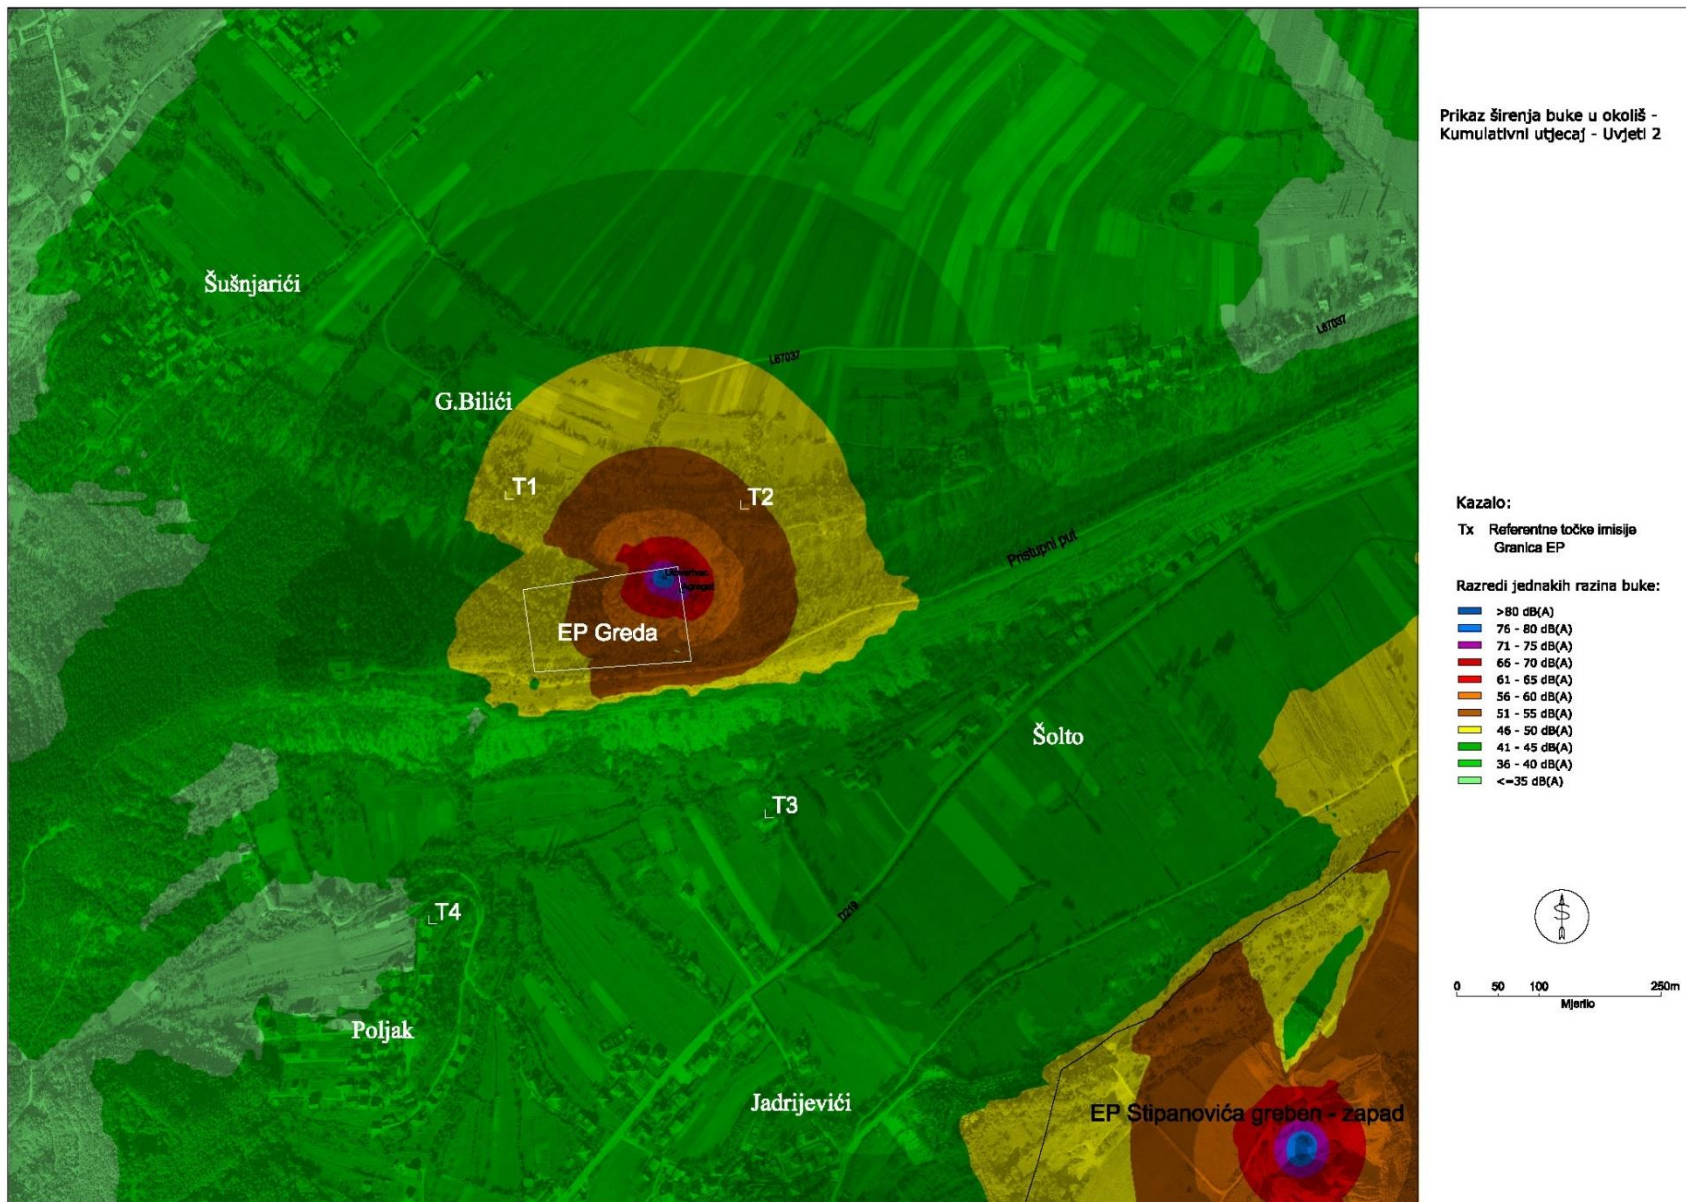 Prikaz širenja buke u okoliš -
Kumulativni utjecaj - Uvjeti 2
Šušnjarići
L67037
L67037
G.Bilići
T1
T2
Pristupni put
EP Greda
Šolto
T3
D219
T4
Poljak
Jadrijevići
EP Stipanovića greben - zapad
Kazalo:
Tx Referentne točke imisije
Granica EP
Razredi jednakih razina buke:
>80 dB(A)
76 - 80 dB(A)
71 - 75 dB(A)
66 - 70 dB(A)
61 - 65 dB(A)
56 - 60 dB(A)
51 - 55 dB(A)
46 - 50 dB(A)
41 - 45 dB(A)
36 - 40 dB(A)
<=35 dB(A)
S
0 50 100 250m
Mjerilo